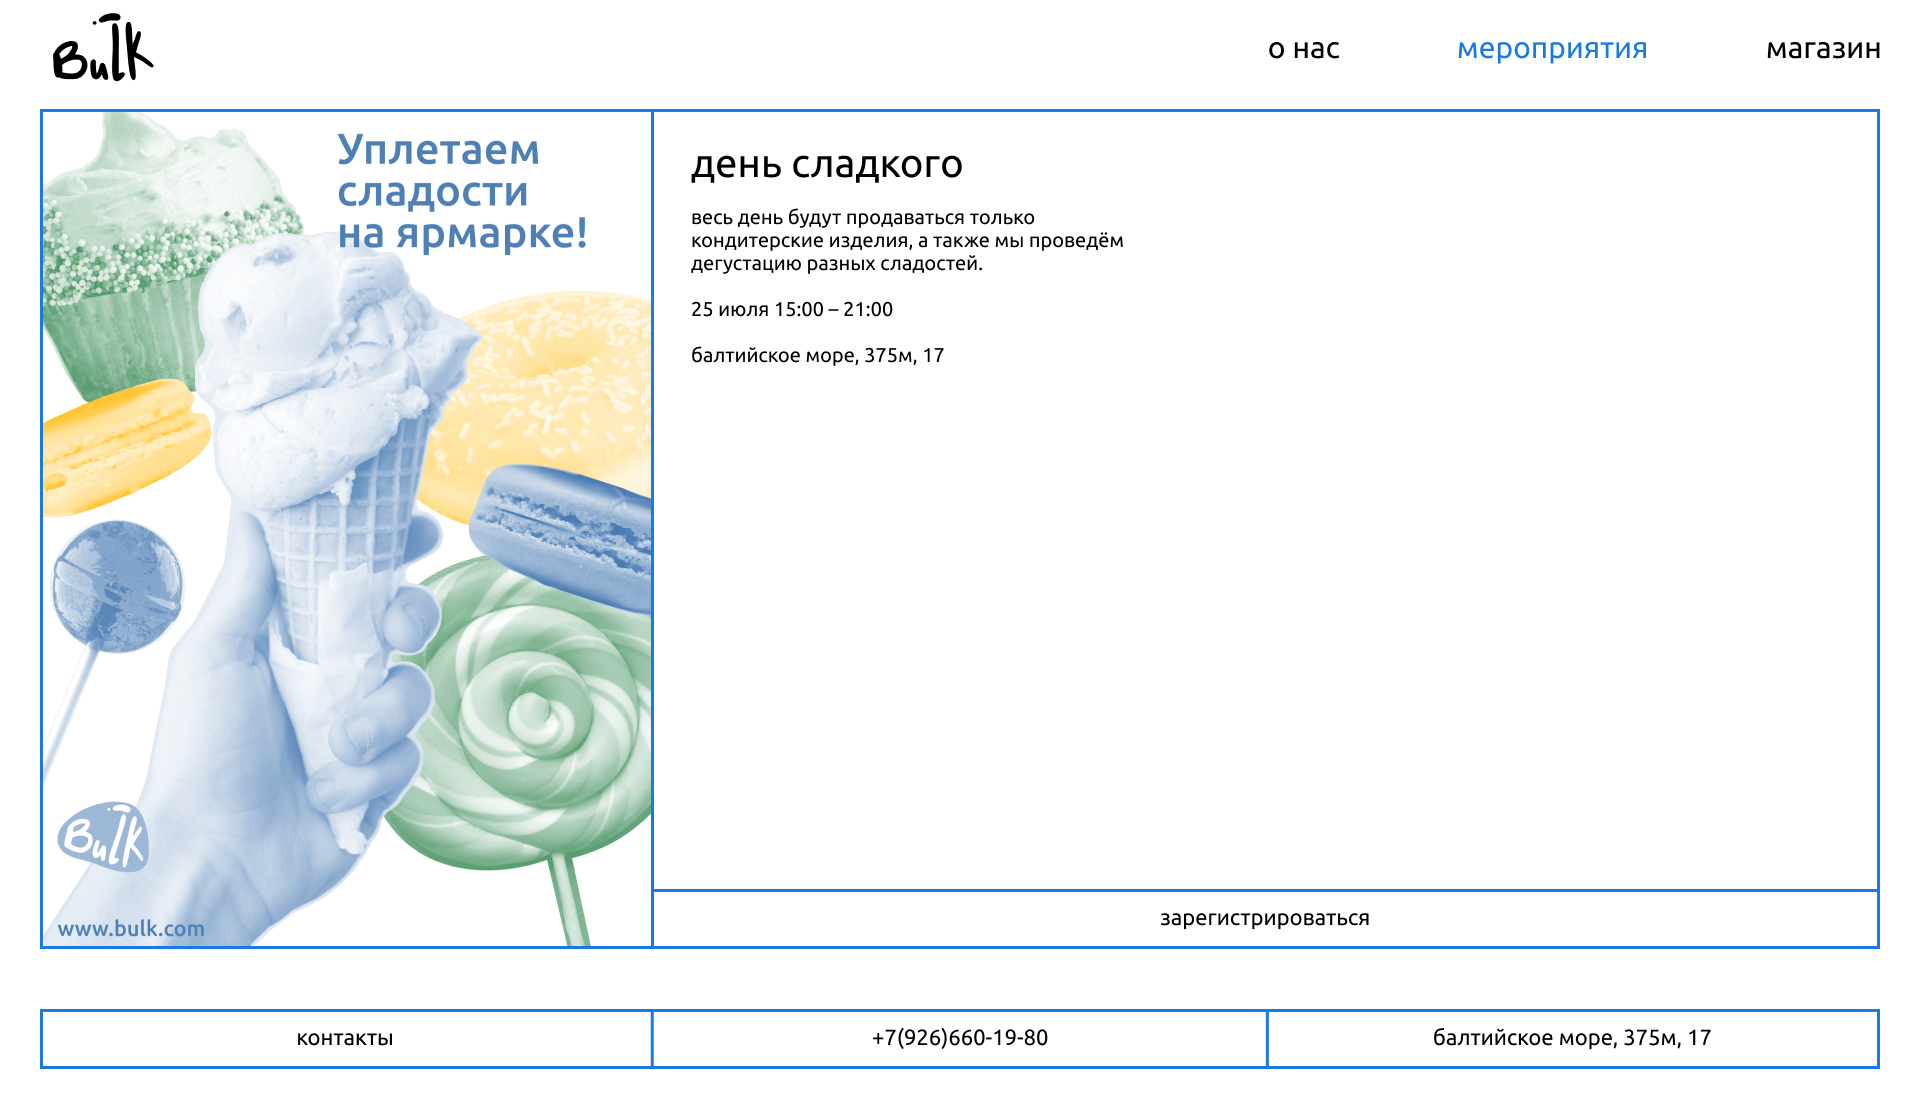 Bulk
о нас
мероприятия
магазин
Уплетаем
сладости
на ярмарке!
Bulk
www.bulk.com
день сладкого
весь день будут продаваться только
кондитерские изделия, а также мы проведём
дегустацию разных сладостей.
25 июля 15:00 – 21:00
балтийское море, 375м, 17
зарегистрироваться
контакты
+7(926)660-19-80
балтийское море, 375м, 17